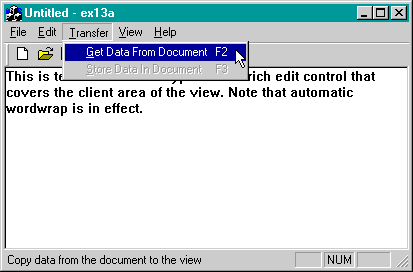 Untitled - ex13a
File Edit Transfer View Help
Get Data From Document F2
Store Data In Document F3
This is te rich edit control that
covers the client area of the view. Note that automatic
wordwrap is in effect.
Copy data from the document to the view NUM